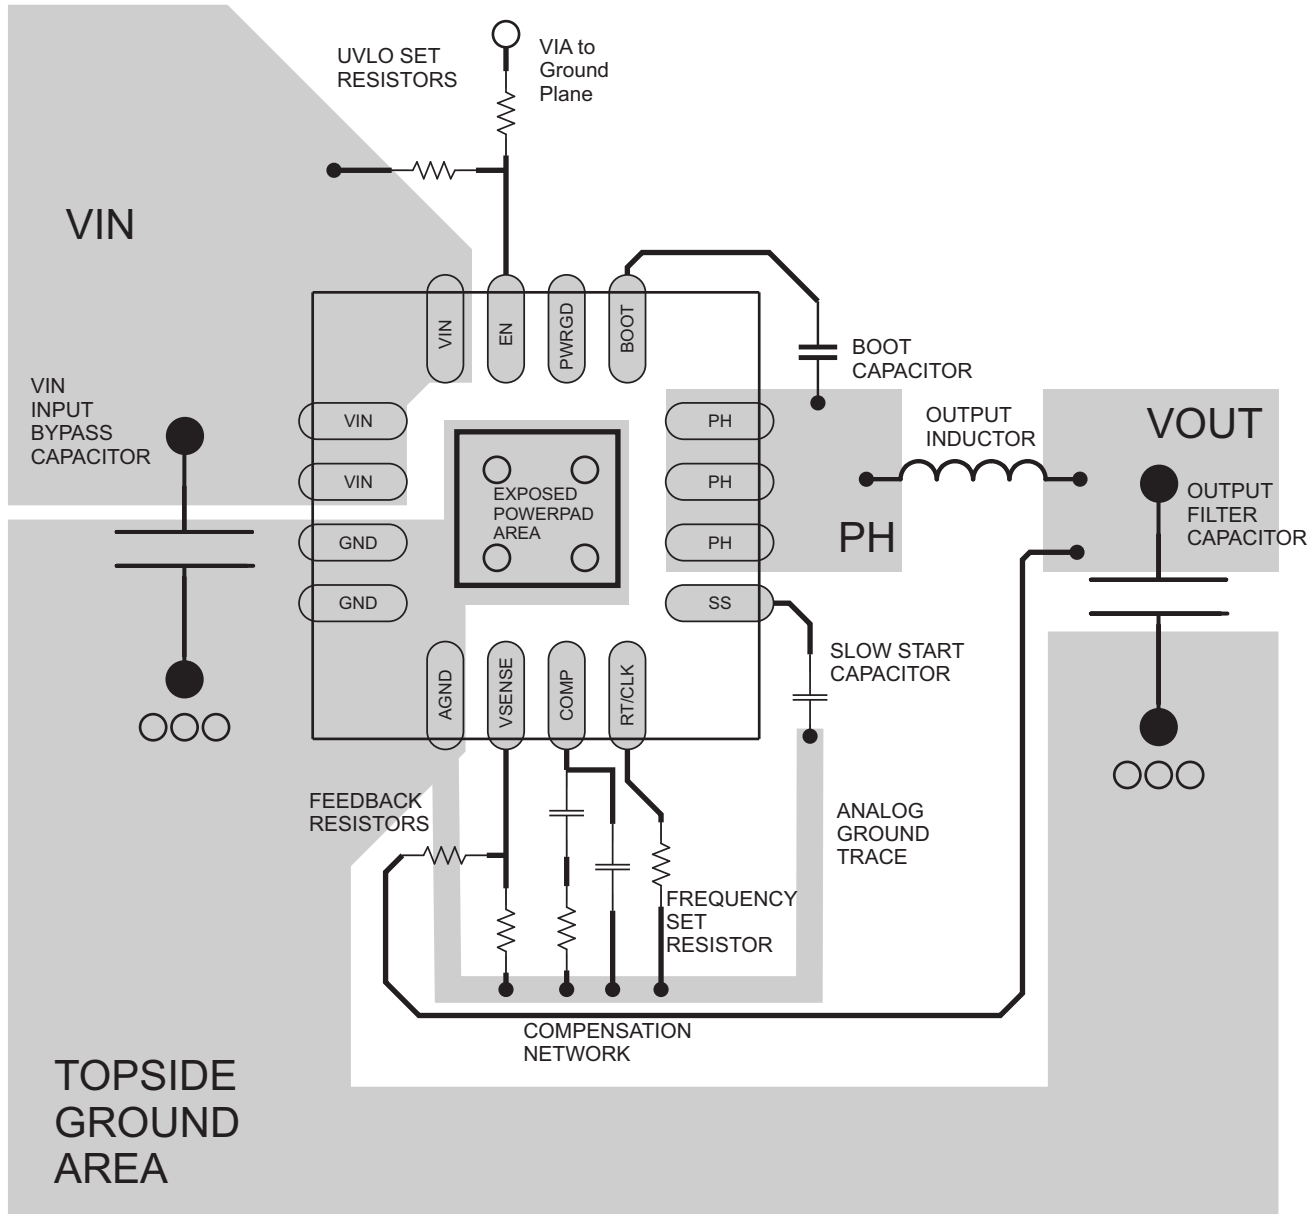 UVLO SET
RESISTORS
VIA to
Ground
Plane
VIN
VIN
EN
PWRGD
BOOT
BOOT
CAPACITOR
VIN
INPUT
BYPASS
CAPACITOR
VIN
VIN
GND
GND
EXPOSED
POWERPAD
AREA
PH
PH
PH
SS
PH
OUTPUT
INDUCTOR
VOUT
OUTPUT
FILTER
CAPACITOR
AGND
VSENSE
COMP
RT/CLK
SLOW START
CAPACITOR
FEEDBACK
RESISTORS
ANALOG
GROUND
TRACE
FREQUENCY
SET
RESISTOR
COMPENSATION
NETWORK
TOPSIDE
GROUND
AREA